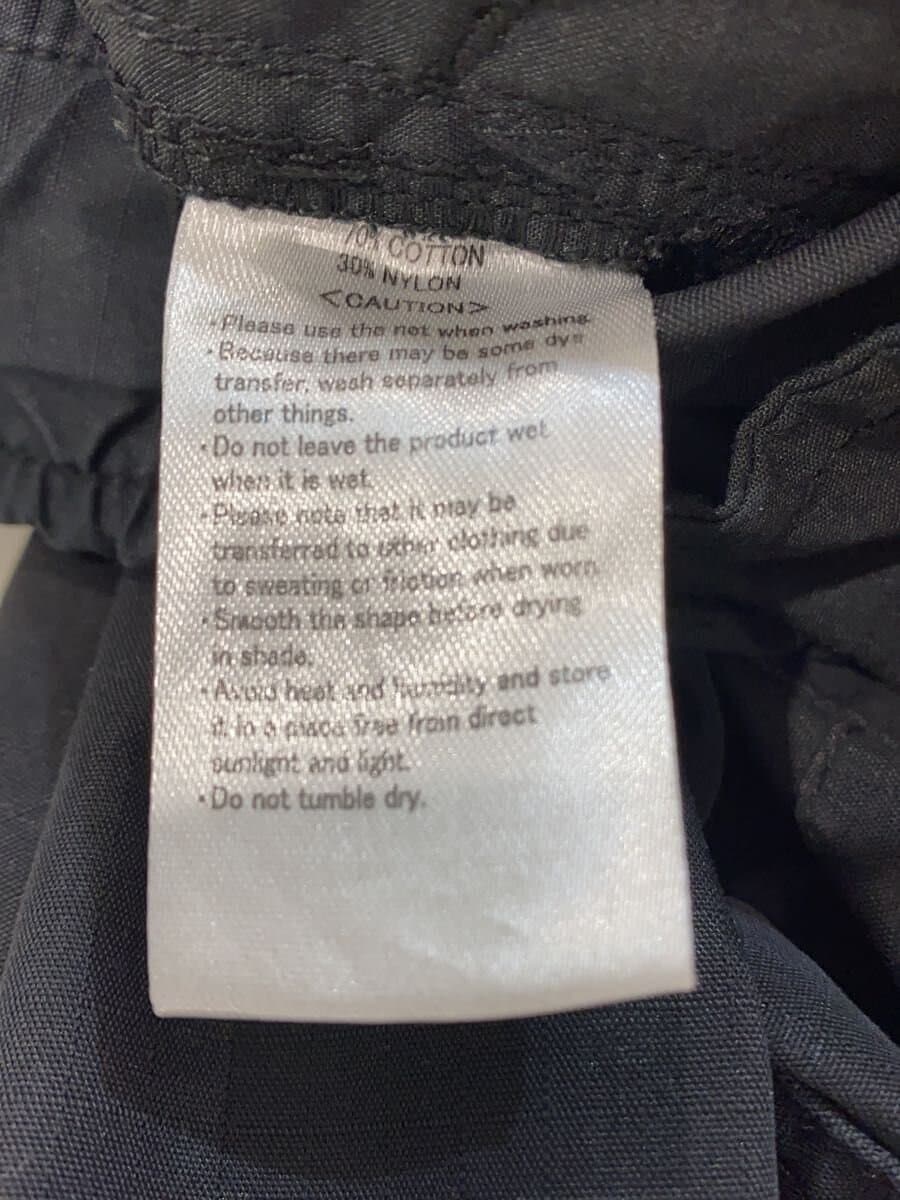 70% COTTON
30% NYLON
<CAUTION>
・Please use the net when washing.
・Because there may be some dye
transfer, wash separately from
other things.
・Do not leave the product wet
when it is wet.
・Please note that it may be
transferred to other clothing due
to sweating or friction when worn.
・Smooth the shape before drying
in shade.
・Avoid heat and humidity and store
it in a place free from direct
sunlight and light.
・Do not tumble dry.